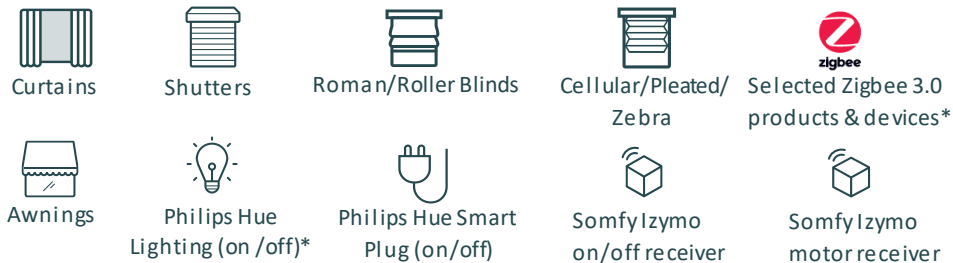 zigbee
Curtains
Shutters
Roman/Roller Blinds
Cellular/Pleated/
Zebra
Selected Zigbee 3.0
products & devices*
Awnings
Philips Hue
Lighting (on /off)*
Philips Hue Smart
Plug (on/off)
Somfy Izymo
on/off receiver
Somfy Izymo
motor receiver